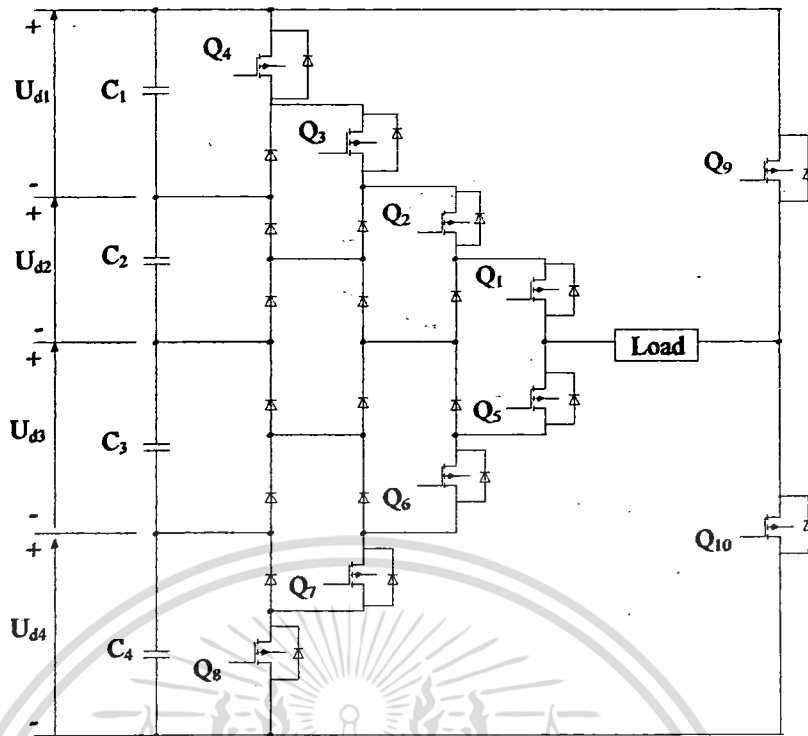 +
Q4
Ud1
C1
Q3
Q9
-
+
Q2
Ud2
C2
Q1
-
+
Load
Q5
Ud3
C3
Q6
-
+
Q10
Q7
Ud4
C4
Q8
-